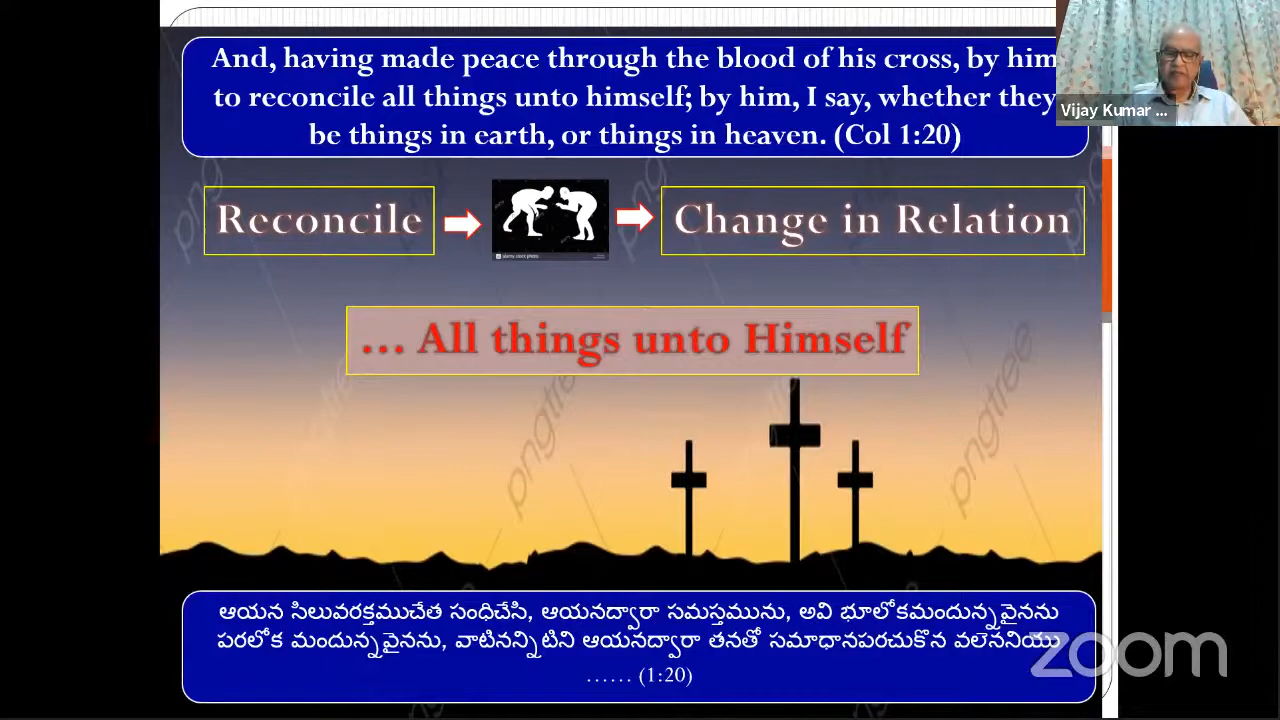 And, having made peace through the blood of his cross, by him
to reconcile all things unto himself; by him, I say, whether they
be things in earth, or things in heaven. (Col 1:20)
Vijay Kumar ...
Reconcile
Change in Relation
... All things unto Himself
pngtree
pngtree
pngtree
ఆయన సిలువరక్తముచేత సంధిచేసి, ఆయనద్వారా సమస్తమును, అవి భూలోకమందున్నవైనను
పరలోక మందున్నవైనను, వాటినన్నిటిని ఆయనద్వారా తనతో సమాధానపరచుకొన వలెననియు
...... (1:20)
zoom